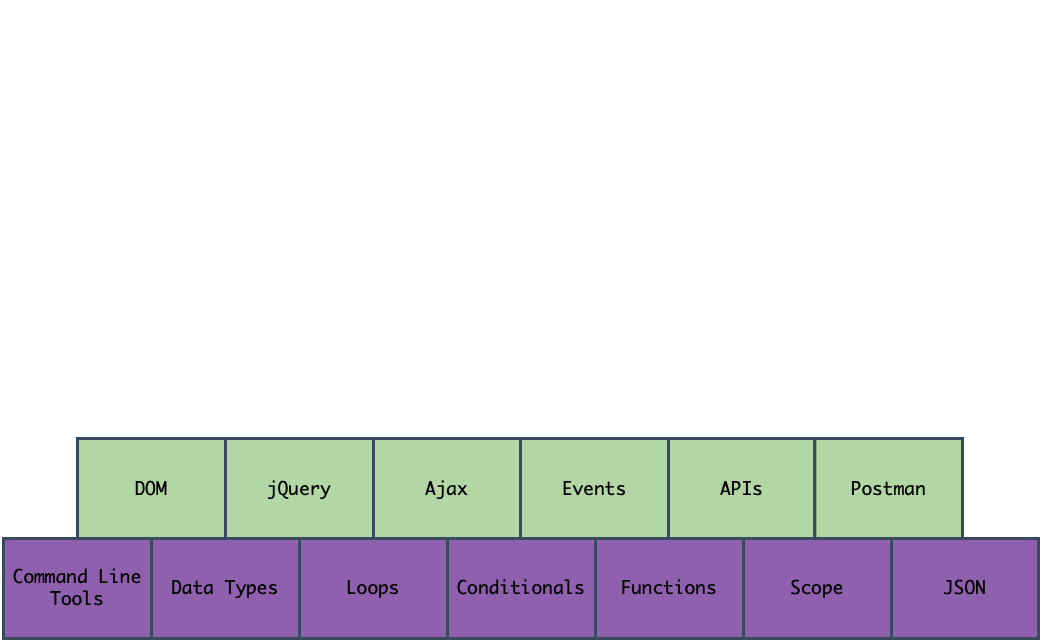 DOM
jQuery
Ajax
Events
APIs
Postman
Command Line
Tools
Data Types
Loops
Conditionals
Functions
Scope
JSON